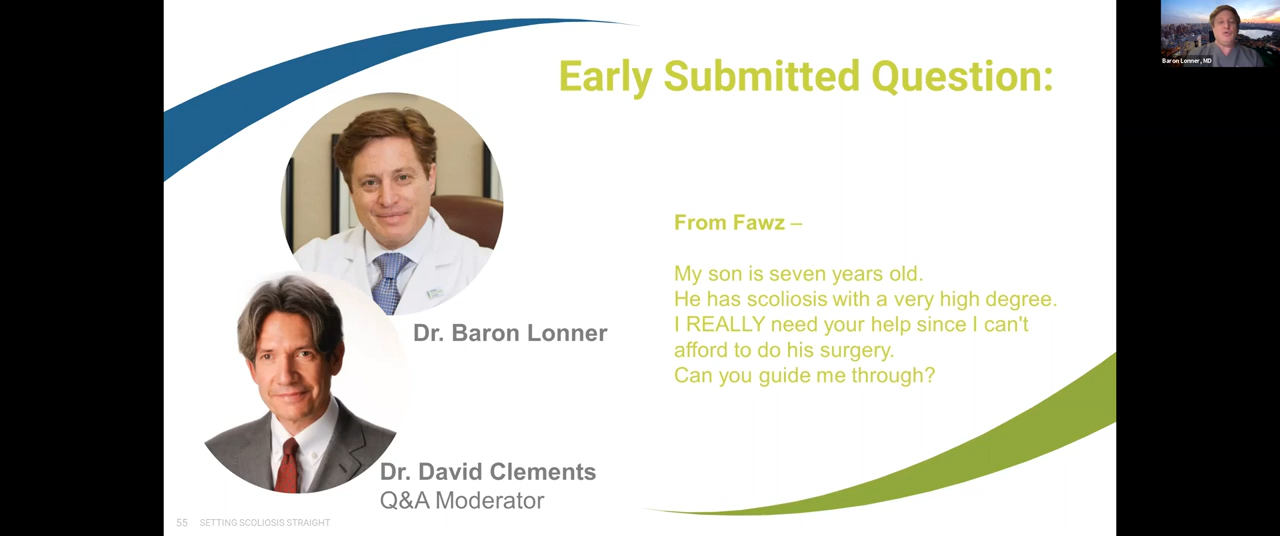 Early Submitted Question:
Baron Lonner, MD
From Fawz –
My son is seven years old.
He has scoliosis with a very high degree.
I REALLY need your help since I can't
afford to do his surgery.
Can you guide me through?
Dr. Baron Lonner
Dr. David Clements
Q&A Moderator
55 SETTING SCOLIOSIS STRAIGHT